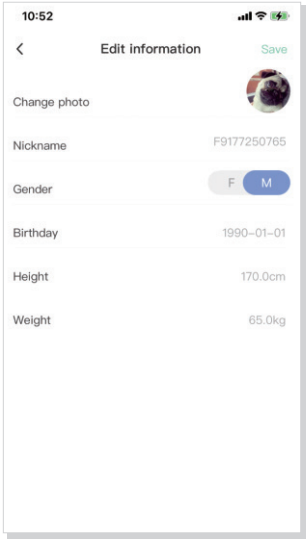 10:52
Edit information
Save
Change photo
Nickname F9177250765
Gender F M
Birthday 1990-01-01
Height 170.0cm
Weight 65.0kg